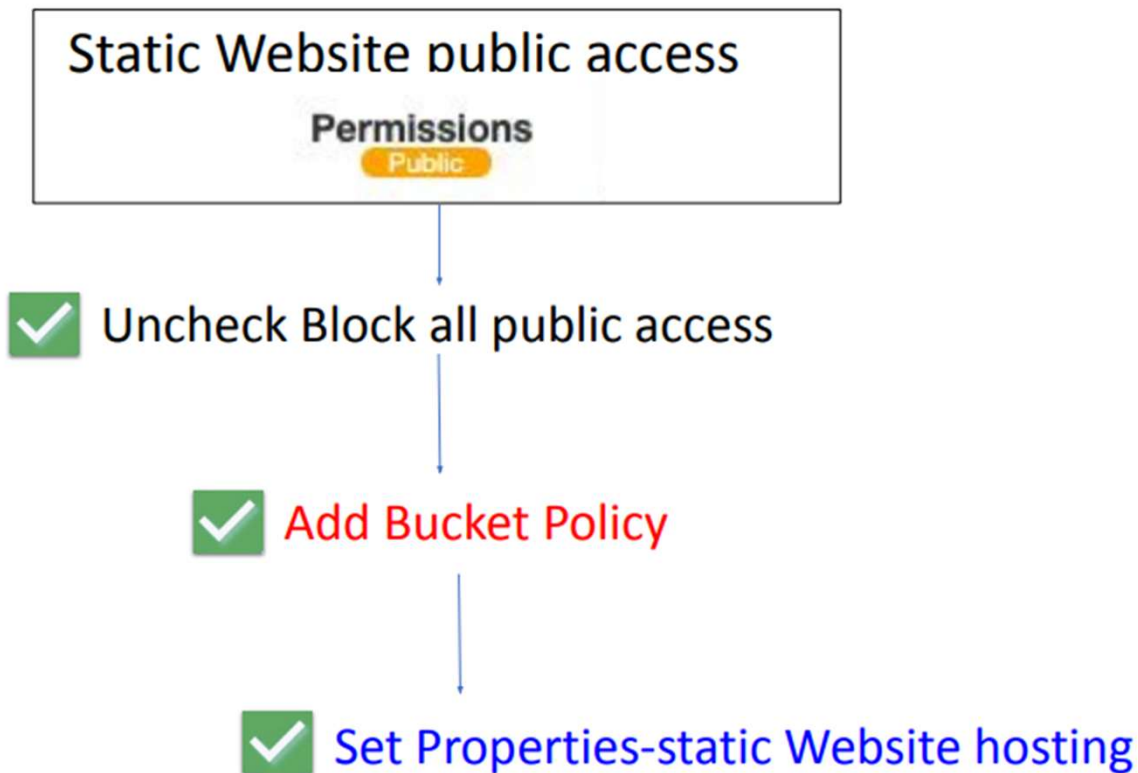 Static Website public access
Permissions
Public
Uncheck Block all public access
Add Bucket Policy
Set Properties-static Website hosting